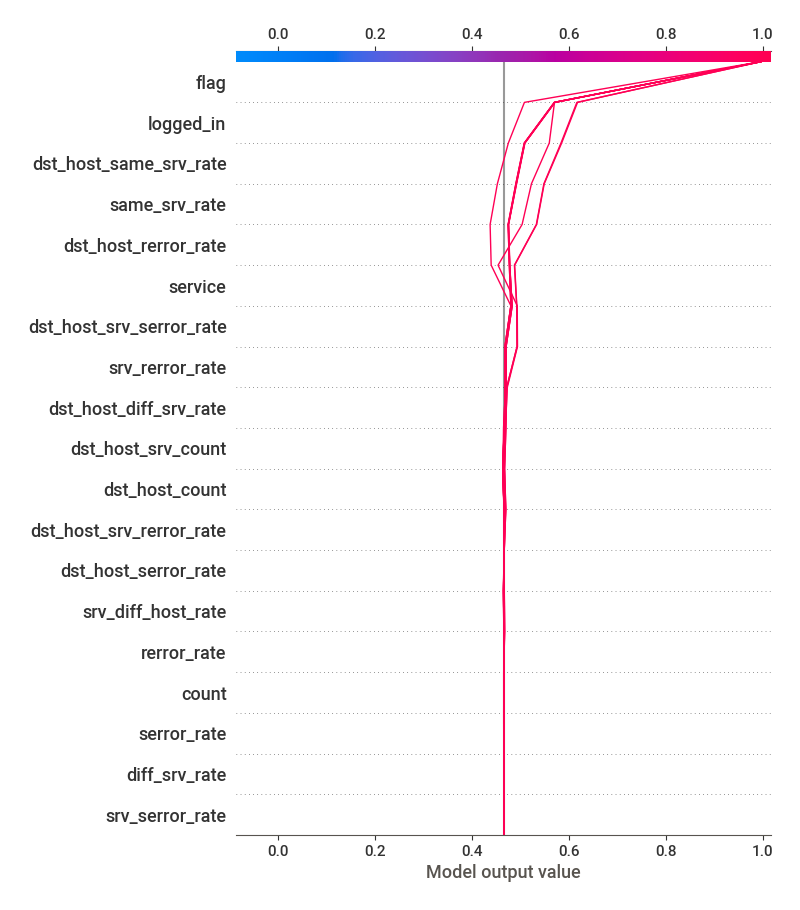 0.0 0.2 0.4 0.6 0.8 1.0
flag
logged_in
dst_host_same_srv_rate
same_srv_rate
dst_host_rerror_rate
service
dst_host_srv_serror_rate
srv_rerror_rate
dst_host_diff_srv_rate
dst_host_srv_count
dst_host_count
dst_host_srv_rerror_rate
dst_host_serror_rate
srv_diff_host_rate
rerror_rate
count
serror_rate
diff_srv_rate
srv_serror_rate
0.0 0.2 0.4 0.6 0.8 1.0
Model output value